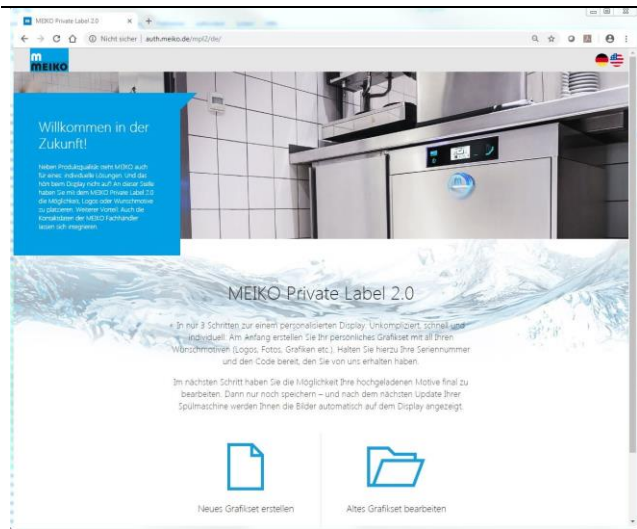 MEIKO Private Label 2.0
Nicht sicher | auth.meiko.de/mpl2/de/
m
MEIKO
Willkommen in der
Zukunft!
Neben Produktqualität steht MEIKO auch
für eines: individuelle Lösungen. Und das
hört beim Display nicht auf! An dieser Stelle
haben Sie mit dem MEIKO Private Label 2.0
die Möglichkeit, Logos oder Wunschmotive
zu platzieren. Weiterer Vorteil: Auch die
Kontaktdaten der MEIKO Fachhändler
lassen sich integrieren.
MEIKO Private Label 2.0
+ In nur 3 Schritten zur einem personalisierten Display. Unkompliziert, schnell und
individuell. Am Anfang erstellen Sie Ihr persönliches Grafikset mit all Ihren
Wunschmotiven (Logos, Fotos, Grafiken etc.). Halten Sie hierzu Ihre Seriennummer
und den Code bereit, den Sie von uns erhalten haben.
Im nächsten Schritt haben Sie die Möglichkeit Ihre hochgeladenen Motive final zu
bearbeiten. Dann nur noch speichern – und nach dem nächsten Update Ihrer
Spülmaschine werden Ihnen die Bilder automatisch auf dem Display angezeigt.
Neues Grafikset erstellen
Altes Grafikset bearbeiten